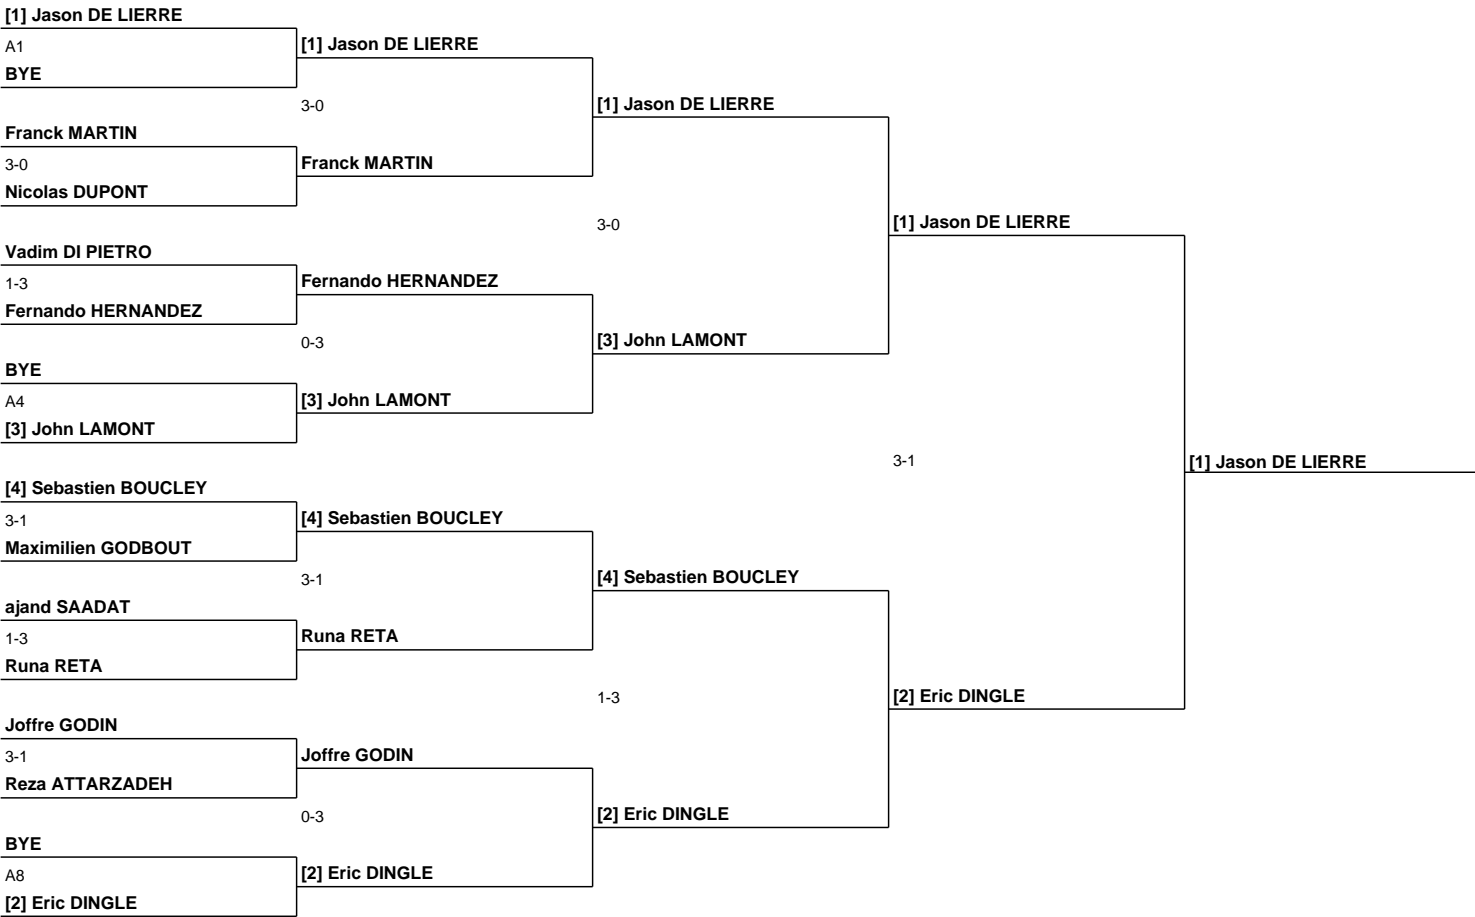 [1] Jason DE LIERRE
A1
BYE
[1] Jason DE LIERRE
3-0
Franck MARTIN
3-0
Nicolas DUPONT
Franck MARTIN
[1] Jason DE LIERRE
3-0
Vadim DI PIETRO
1-3
Fernando HERNANDEZ
Fernando HERNANDEZ
0-3
BYE
A4
[3] John LAMONT
[3] John LAMONT
[3] John LAMONT
[1] Jason DE LIERRE
3-1
[1] Jason DE LIERRE
[4] Sebastien BOUCLEY
3-1
Maximilien GODBOUT
[4] Sebastien BOUCLEY
3-1
ajand SAADAT
1-3
Runa RETA
Runa RETA
[4] Sebastien BOUCLEY
1-3
Joffre GODIN
3-1
Reza ATTARZADEH
Joffre GODIN
0-3
BYE
A8
[2] Eric DINGLE
[2] Eric DINGLE
[2] Eric DINGLE
[2] Eric DINGLE